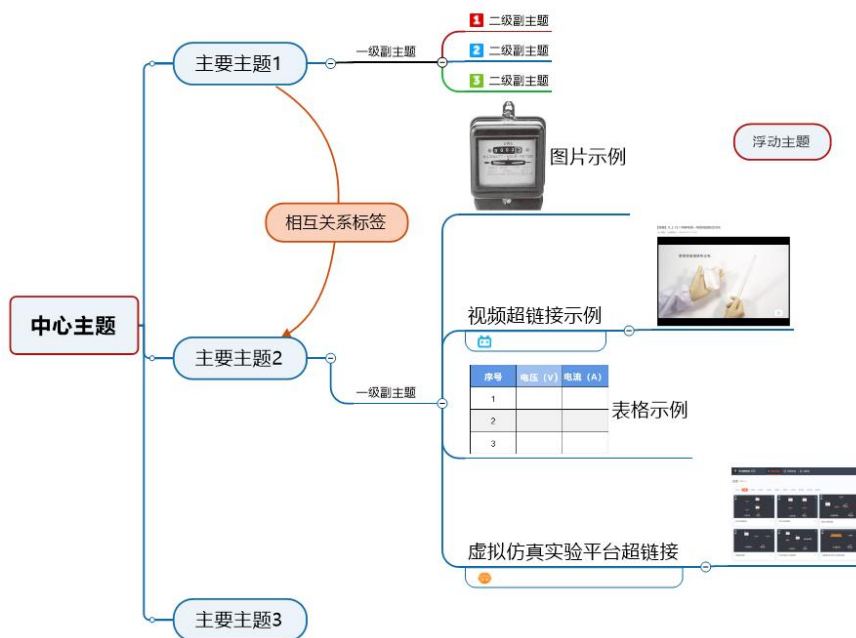 主要主题1
一级副主题
1 二级副主题
2 二级副主题
3 二级副主题
图片示例
浮动主题
相互关系标签
中心主题
视频超链接示例
主要主题2
一级副主题
序号 电压（V） 电流（A）
1
2
3
表格示例
虚拟仿真实验平台超链接
主要主题3